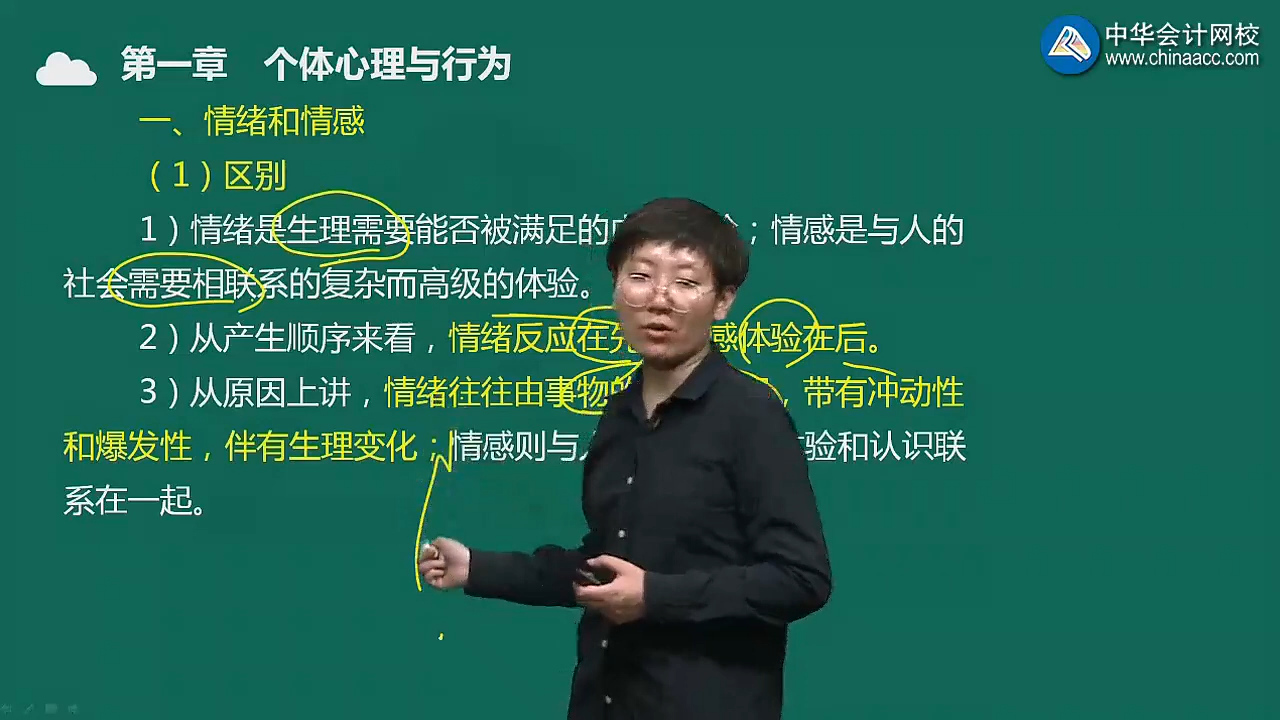 中华会计网校
www.chinaacc.com
第一章 个体心理与行为
一、情绪和情感
（1）区别
1）情绪是生理需要能否被满足的；情感是与人的
社会需要相联系的复杂而高级的体验。
2）从产生顺序来看，情绪反应在先感体验在后。
3）从原因上讲，情绪往往由事物的，带有冲动性
和爆发性，伴有生理变化；情感则与验和认识联
系在一起。